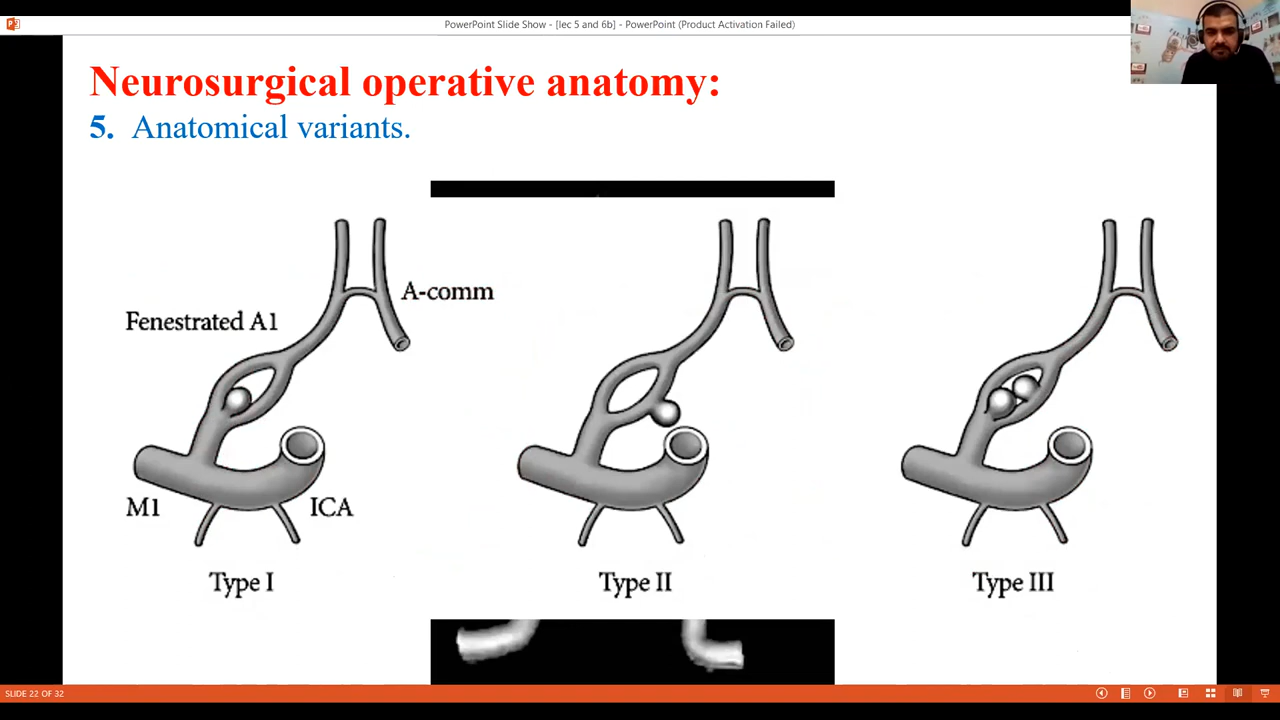 PowerPoint Slide Show - [lec 5 and 6b] - PowerPoint (Product Activation Failed)
Neurosurgical operative anatomy:
5. Anatomical variants.
A-comm
Fenestrated A1
M1
ICA
Type I
Type II
Type III
SLIDE 22 OF 32